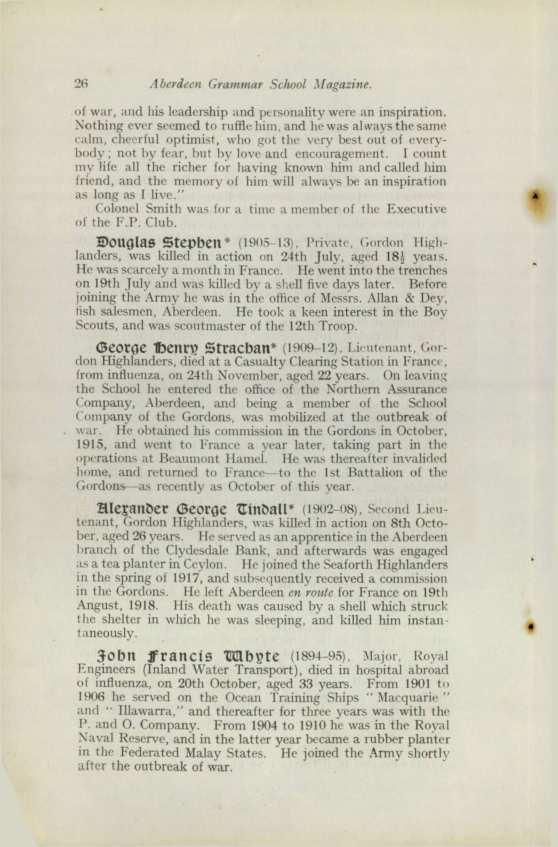 26 Aberdeen Grammar School Magazine.
of war, and his leadership and personality were an inspiration.
Nothing ever seemed to ruffle him, and he was always the same
calm, cheerful optimist, who got the very best out of every-
body; not by fear, but by love and encouragement. I count
my life all the richer for having known him and called him
friend, and the memory of him will always be an inspiration
as long as I live."
Colonel Smith was for a time a member of the Executive
of the F.P. Club.
Douglas Stephen* (1905-13), Private, Gordon High-
landers, was killed in action on 24th July, aged 18½ years.
He was scarcely a month in France. He went into the trenches
on 19th July and was killed by a shell five days later. Before
joining the Army he was in the office of Messrs. Allan & Dey,
fish salesmen, Aberdeen. He took a keen interest in the Boy
Scouts, and was scoutmaster of the 12th Troop.
George Henry Strachan* (1909-12), Lieutenant, Gor-
don Highlanders, died at a Casualty Clearing Station in France,
from influenza, on 24th November, aged 22 years. On leaving
the School he entered the office of the Northern Assurance
Company, Aberdeen, and being a member of the School
Company of the Gordons, was mobilized at the outbreak of
war. He obtained his commission in the Gordons in October,
1915, and went to France a year later, taking part in the
operations at Beaumont Hamel. He was thereafter invalided
home, and returned to France—to the 1st Battalion of the
Gordons—as recently as October of this year.
Alexander George Tindall* (1902-08), Second Lieu-
tenant, Gordon Highlanders, was killed in action on 8th Octo-
ber, aged 26 years. He served as an apprentice in the Aberdeen
branch of the Clydesdale Bank, and afterwards was engaged
as a tea planter in Ceylon. He joined the Seaforth Highlanders
in the spring of 1917, and subsequently received a commission
in the Gordons. He left Aberdeen en route for France on 19th
August, 1918. His death was caused by a shell which struck
the shelter in which he was sleeping, and killed him instan-
taneously.
John Francis Whyte (1894-95), Major, Royal
Engineers (Inland Water Transport), died in hospital abroad
of influenza, on 20th October, aged 33 years. From 1901 to
1906 he served on the Ocean Training Ships "Macquarie"
and "Illawarra," and thereafter for three years was with the
P. and O. Company. From 1904 to 1910 he was in the Royal
Naval Reserve, and in the latter year became a rubber planter
in the Federated Malay States. He joined the Army shortly
after the outbreak of war.